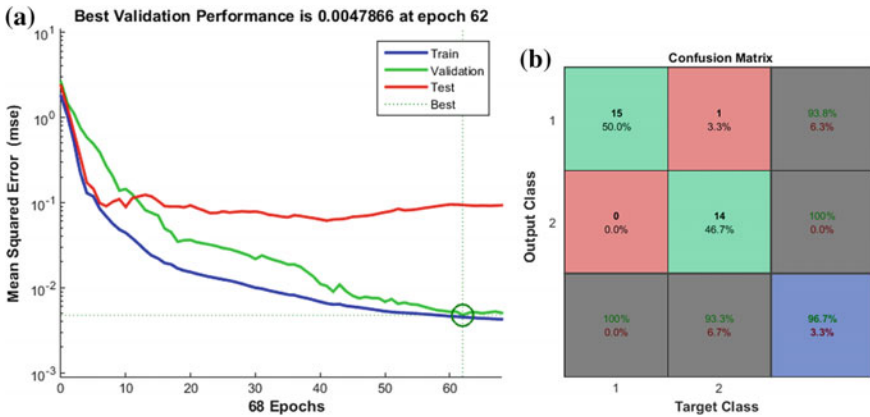 (a)
Best Validation Performance is 0.0047866 at epoch 62
Train
Validation
Test
Best
Mean Squared Error (mse)
10^1
10^0
10^-1
10^-2
10^-3
0
10
20
30
40
50
60
68 Epochs
(b)
Confusion Matrix
Output Class
1
15
50.0%
1
3.3%
93.8%
6.3%
2
0
0.0%
14
46.7%
100%
0.0%
100%
0.0%
93.3%
6.7%
96.7%
3.3%
1
2
Target Class